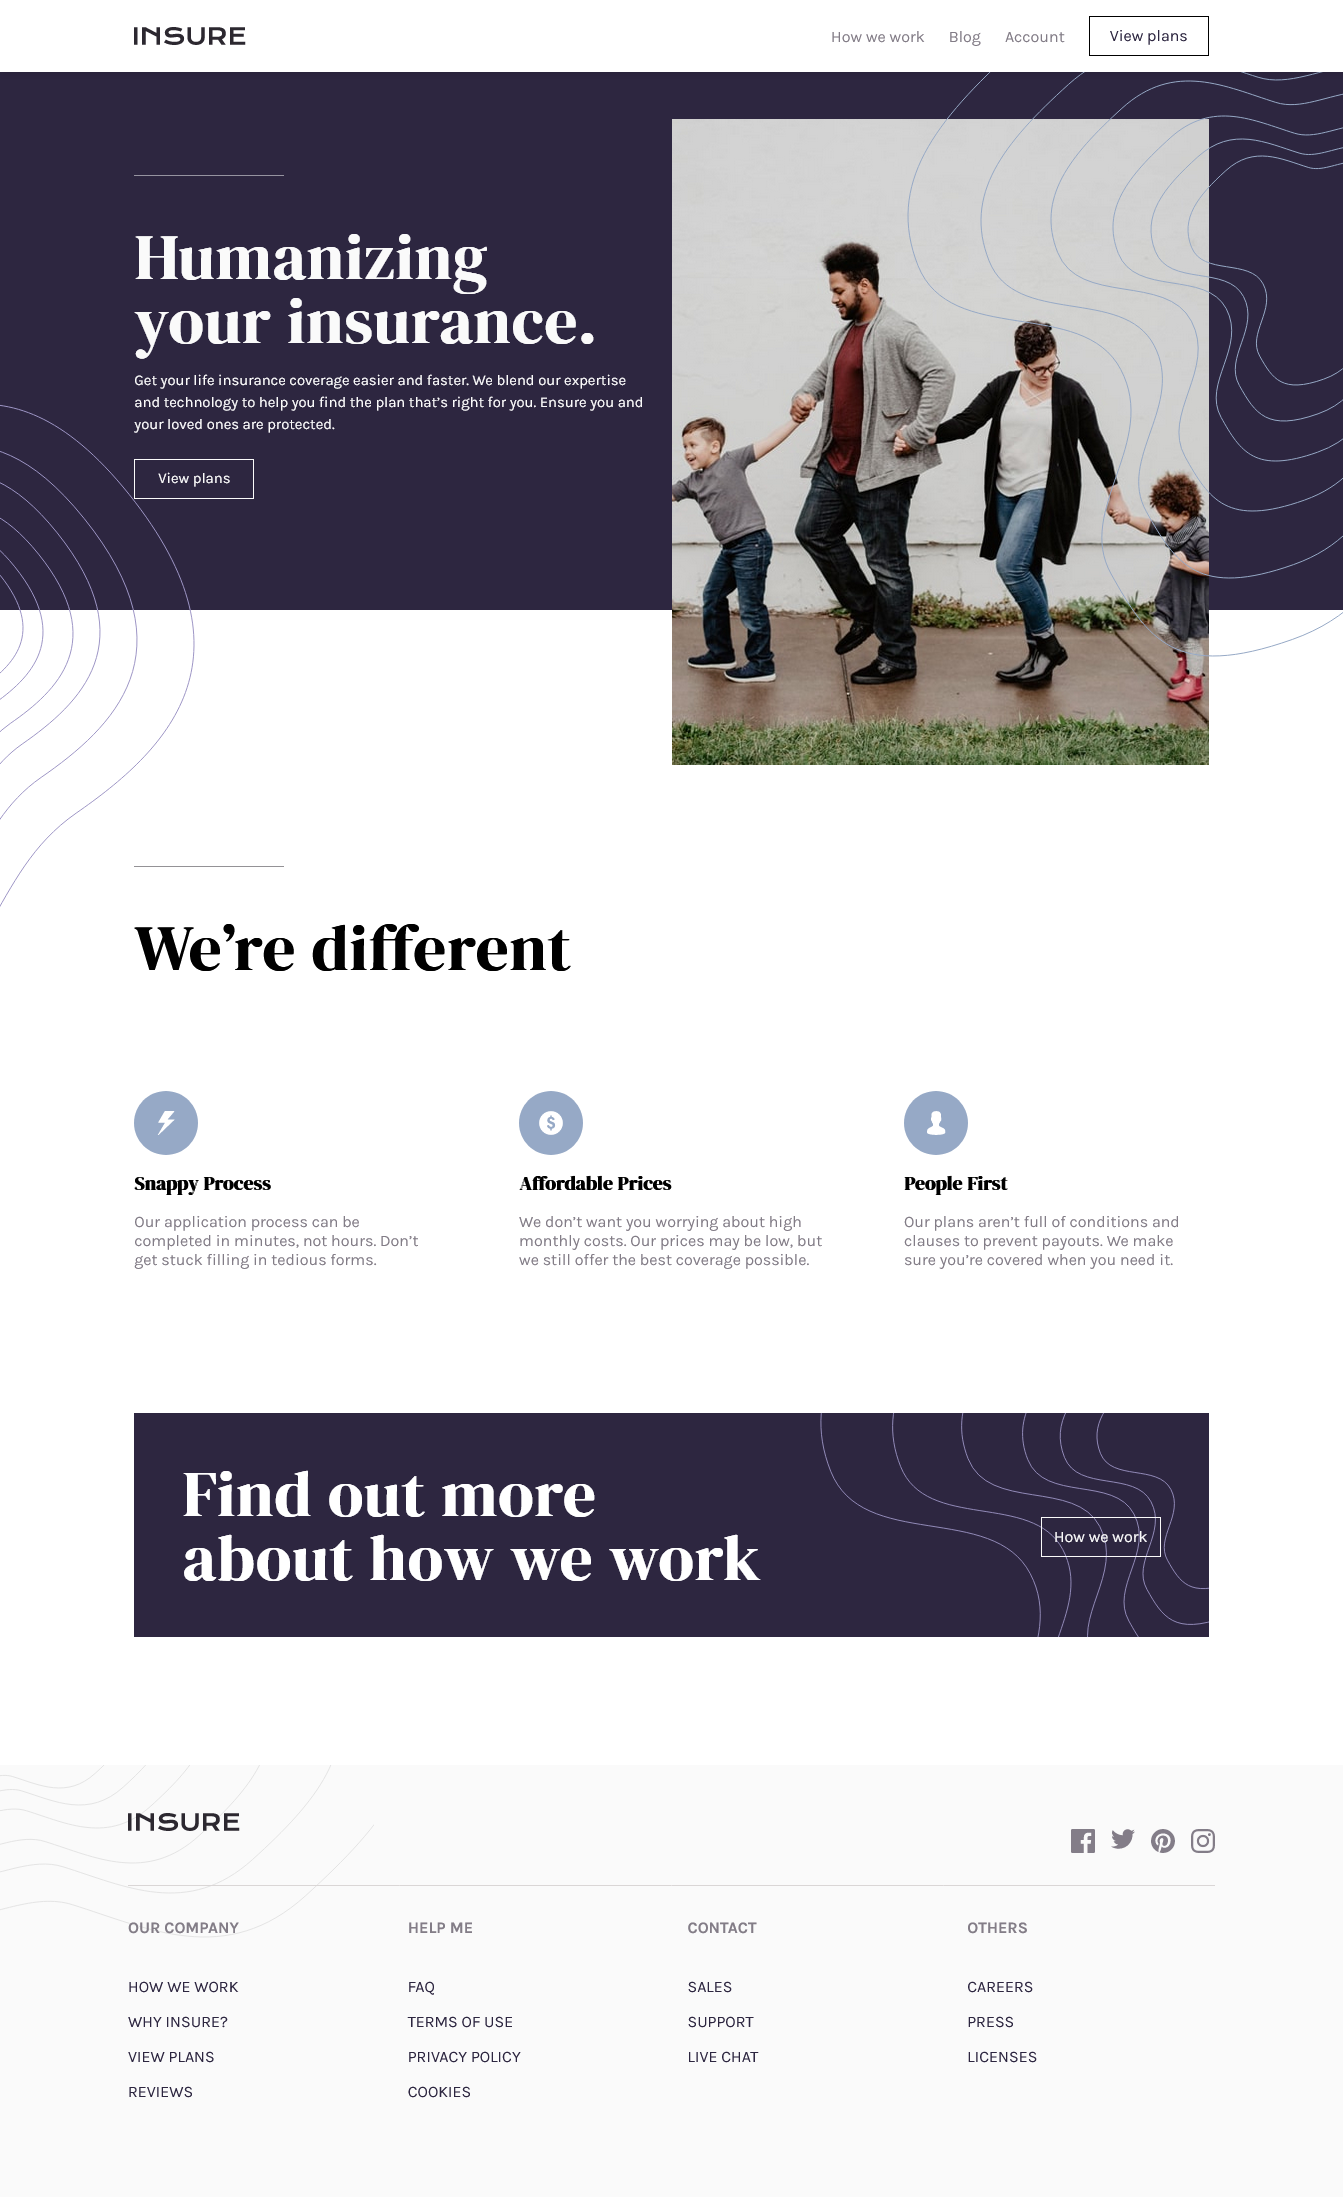 INSURE
How we work Blog Account View plans
Humanizing
your insurance.
Get your life insurance coverage easier and faster. We blend our expertise
and technology to help you find the plan that’s right for you. Ensure you and
your loved ones are protected.
View plans
We’re different
Snappy Process
Our application process can be
completed in minutes, not hours. Don’t
get stuck filling in tedious forms.
Affordable Prices
We don’t want you worrying about high
monthly costs. Our prices may be low, but
we still offer the best coverage possible.
People First
Our plans aren’t full of conditions and
clauses to prevent payouts. We make
sure you’re covered when you need it.
Find out more
about how we work
How we work
INSURE
OUR COMPANY
HOW WE WORK
WHY INSURE?
VIEW PLANS
REVIEWS
HELP ME
FAQ
TERMS OF USE
PRIVACY POLICY
COOKIES
CONTACT
SALES
SUPPORT
LIVE CHAT
OTHERS
CAREERS
PRESS
LICENSES